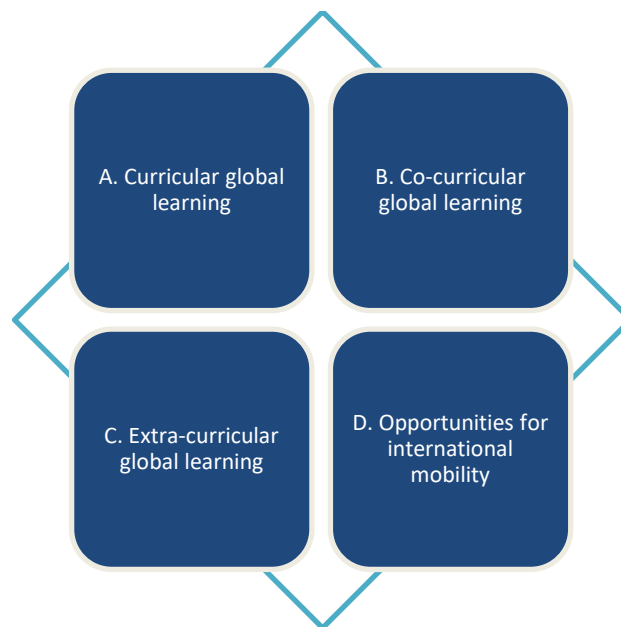 A. Curricular global
learning
B. Co-curricular
global learning
C. Extra-curricular
global learning
D. Opportunities for
international
mobility